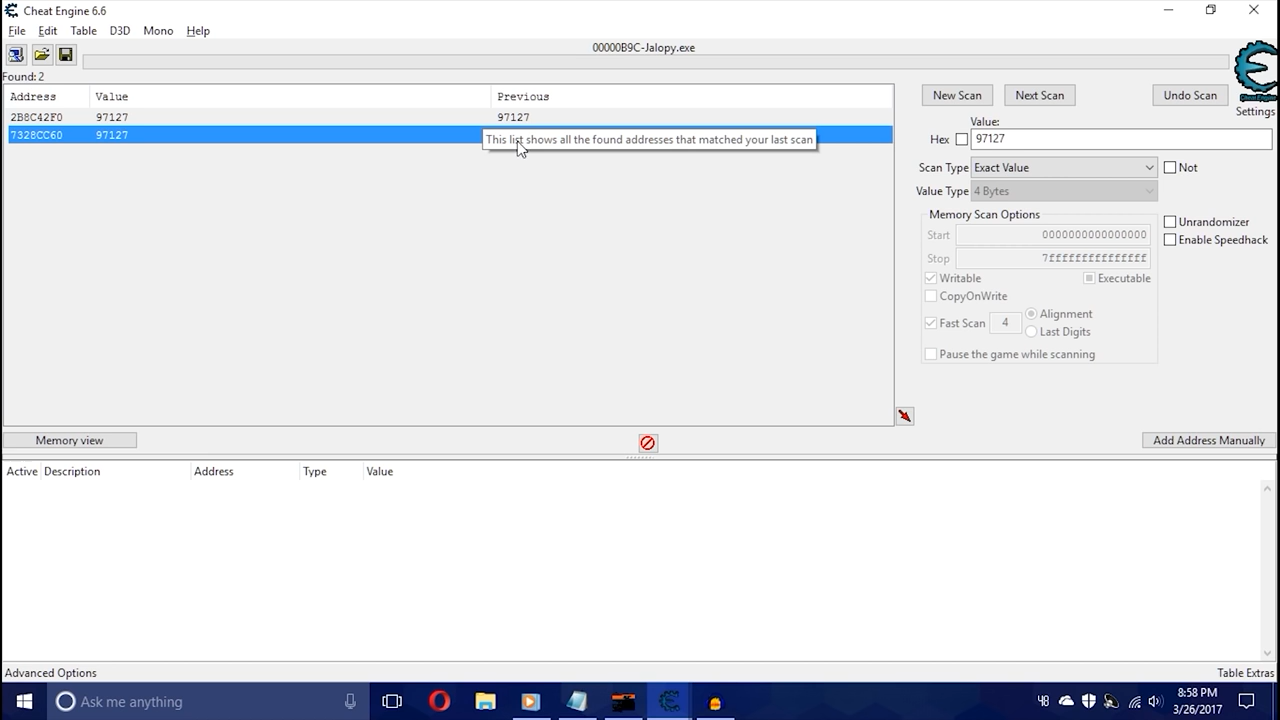 Cheat Engine 6.6
File Edit Table D3D Mono Help
00000B9C-Jalopy.exe
Found: 2
Address Value Previous
2B8C42F0 97127 97127
7328CC60 97127
This list shows all the found addresses that matched your last scan
New Scan Next Scan Undo Scan
Cheat Engine
Settings
Value:
Hex 97127
Scan Type Exact Value Not
Value Type 4 Bytes
Memory Scan Options
Start 0000000000000000
Unrandomizer
Stop 7fffffffffffffff
Enable Speedhack
Writable Executable
CopyOnWrite
Fast Scan 4 Alignment
Last Digits
Pause the game while scanning
Memory view Add Address Manually
Active Description Address Type Value
Advanced Options Table Extras
Ask me anything
8:58 PM
3/26/2017